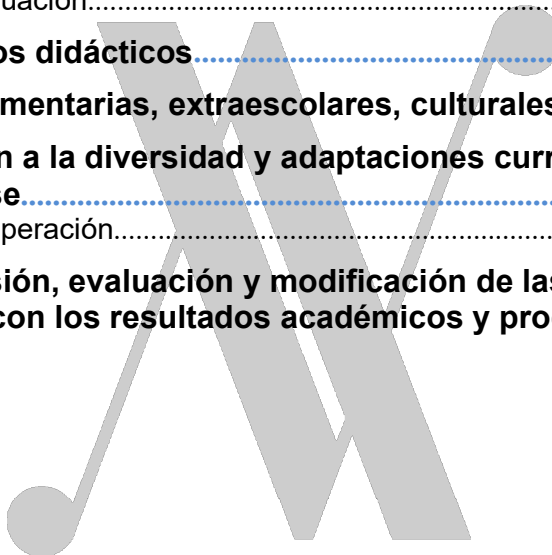 uación..........................................................
os didácticos................................................
mentarias, extraescolares, culturales
n a la diversidad y adaptaciones curr
se.....................................................................
peración.......................................................
sión, evaluación y modificación de las
con los resultados académicos y pro